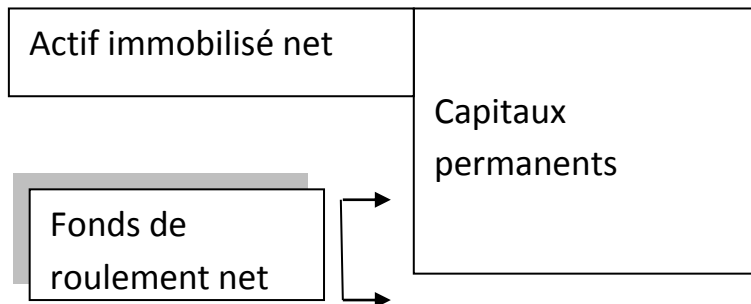 Actif immobilisé net
Capitaux
permanents
Fonds de
roulement net